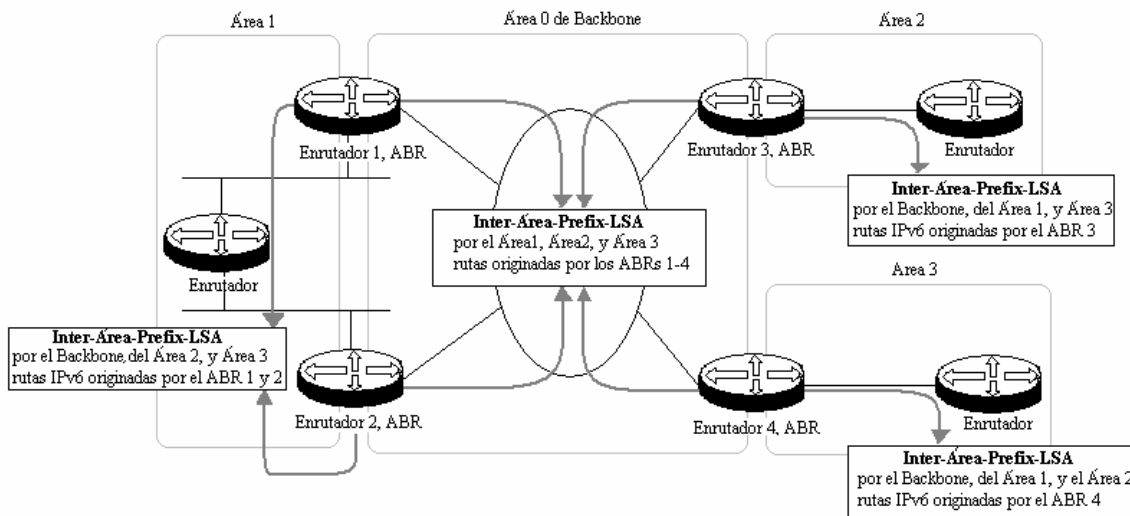 Área 1
Área 0 de Backbone
Área 2
Enrutador 1, ABR
Enrutador 3, ABR
Enrutador
Inter-Área-Prefix-LSA
por el Backbone, del Área 1, y Área 3
rutas IPv6 originadas por el ABR 3
Inter-Área-Prefix-LSA
por el Área1, Área2, y Área 3
rutas originadas por los ABRs 1-4
Enrutador
Area 3
Inter-Área-Prefix-LSA
por el Backbone, del Área 2, y Área 3
rutas IPv6 originadas por el ABR 1 y 2
Enrutador 2, ABR
Enrutador 4, ABR
Enrutador
Inter-Área-Prefix-LSA
por el Backbone, del Área 1, y el Área 2
rutas IPv6 originadas por el ABR 4